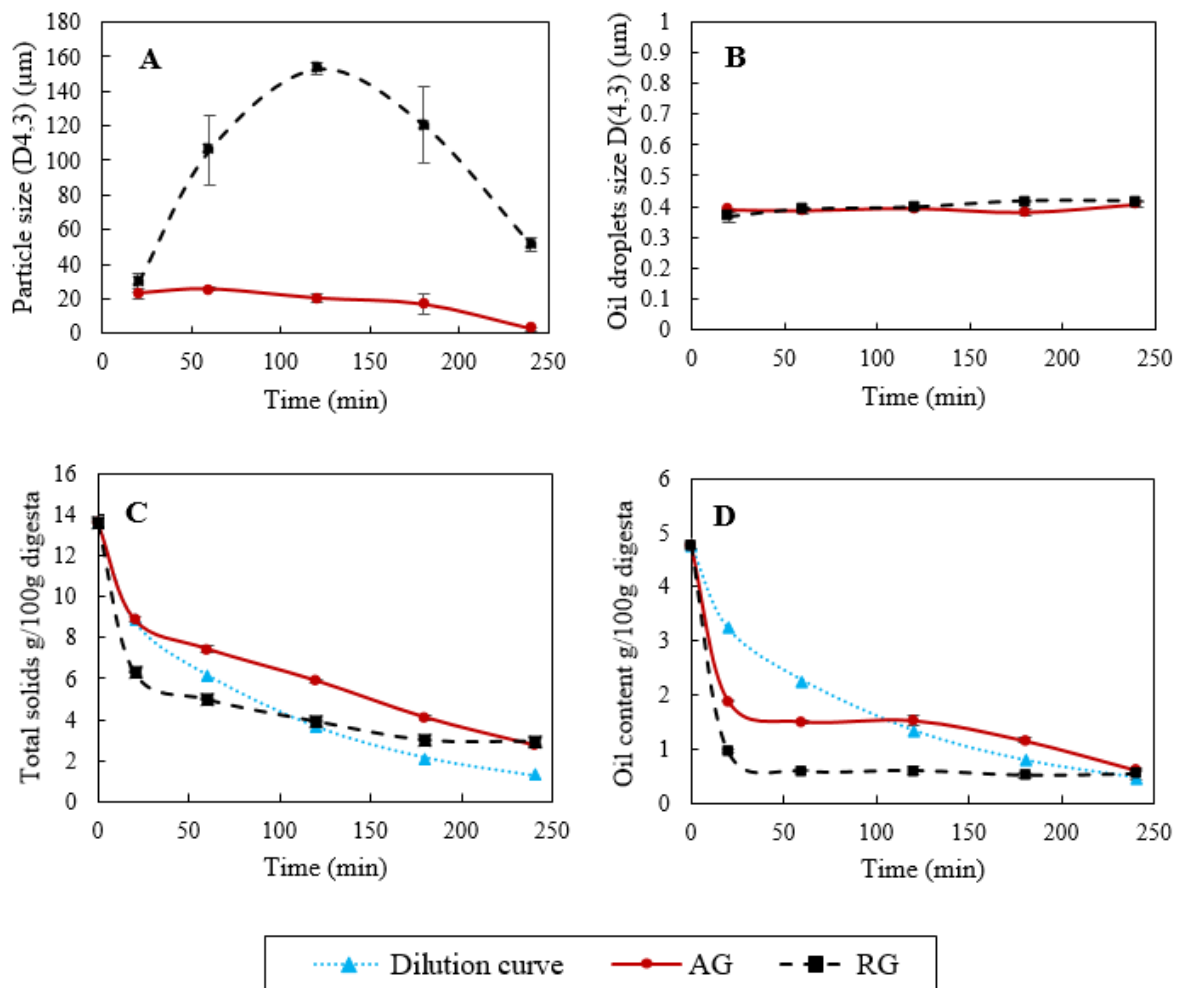 A
Particle size (D4,3) (μm)
180
160
140
120
100
80
60
40
20
0
0 50 100 150 200 250
Time (min)
B
Oil droplets size D(4,3) (μm)
1
0.9
0.8
0.7
0.6
0.5
0.4
0.3
0.2
0.1
0
0 50 100 150 200 250
Time (min)
C
Total solids g/100g digesta
16
14
12
10
8
6
4
2
0
0 50 100 150 200 250
Time (min)
D
Oil content g/100g digesta
6
5
4
3
2
1
0
0 50 100 150 200 250
Time (min)
Dilution curve AG RG